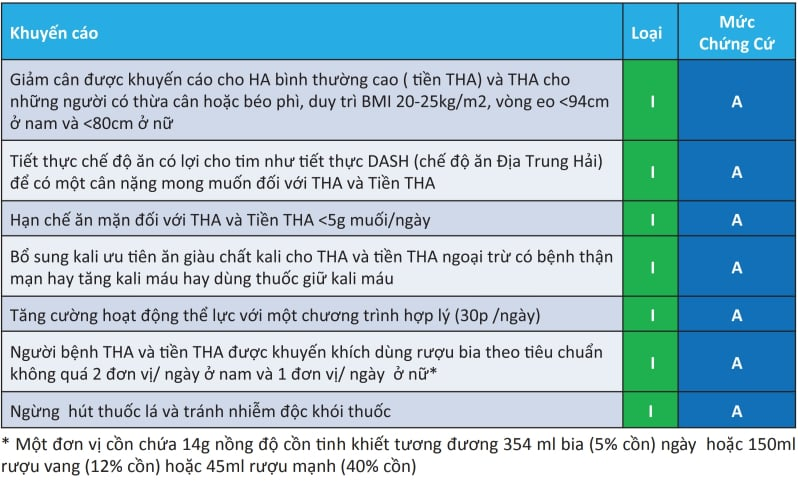 Khuyến cáo Loại Mức Chứng Cứ
Giảm cân được khuyến cáo cho HA bình thường cao ( tiền THA) và THA cho
những người có thừa cân hoặc béo phì, duy trì BMI 20-25kg/m2, vòng eo <94cm
ở nam và <80cm ở nữ
I A
Tiết thực chế độ ăn có lợi cho tim như tiết thực DASH (chế độ ăn Địa Trung Hải)
để có một cân nặng mong muốn đối với THA và Tiền THA
I A
Hạn chế ăn mặn đối với THA và Tiền THA <5g muối/ngày I A
Bổ sung kali ưu tiên ăn giàu chất kali cho THA và tiền THA ngoại trừ có bệnh thận
mạn hay tăng kali máu hay dùng thuốc giữ kali máu
I A
Tăng cường hoạt động thể lực với một chương trình hợp lý (30p /ngày) I A
Người bệnh THA và tiền THA được khuyến khích dùng rượu bia theo tiêu chuẩn
không quá 2 đơn vị/ ngày ở nam và 1 đơn vị/ ngày ở nữ*
I A
Ngừng hút thuốc lá và tránh nhiễm độc khói thuốc I A
* Một đơn vị cồn chứa 14g nồng độ cồn tinh khiết tương đương 354 ml bia (5% cồn) ngày hoặc 150ml
rượu vang (12% cồn) hoặc 45ml rượu mạnh (40% cồn)